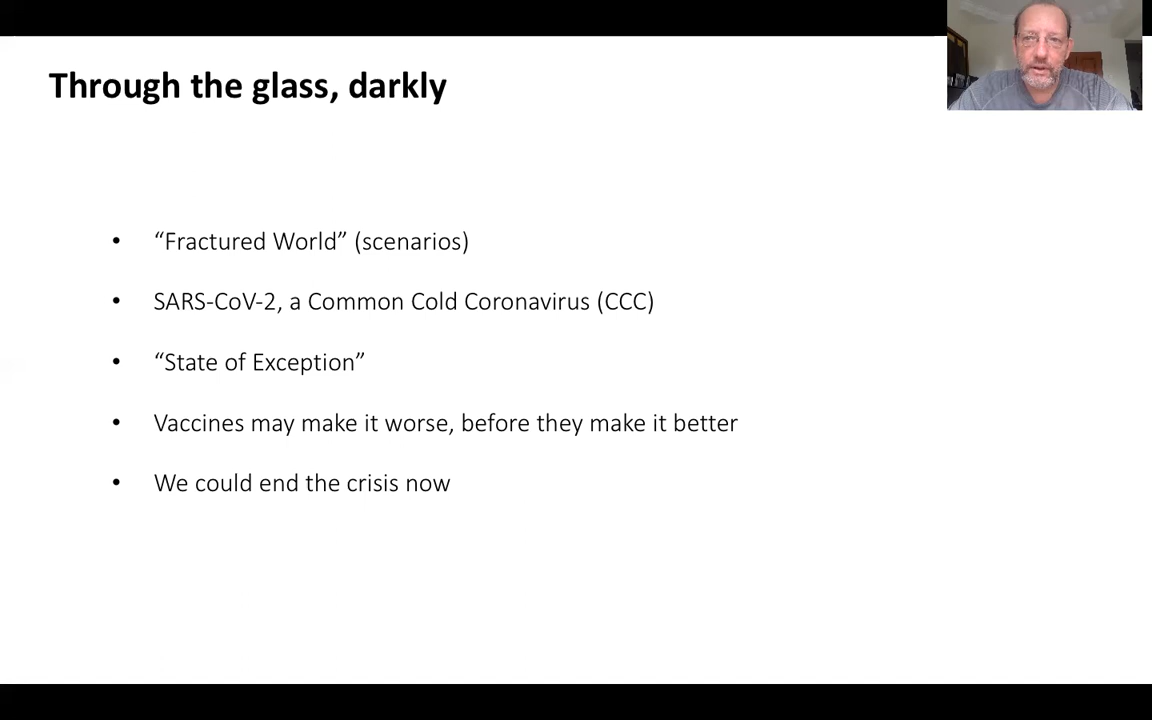 Through the glass, darkly
• “Fractured World” (scenarios)
• SARS-CoV-2, a Common Cold Coronavirus (CCC)
• “State of Exception”
• Vaccines may make it worse, before they make it better
• We could end the crisis now